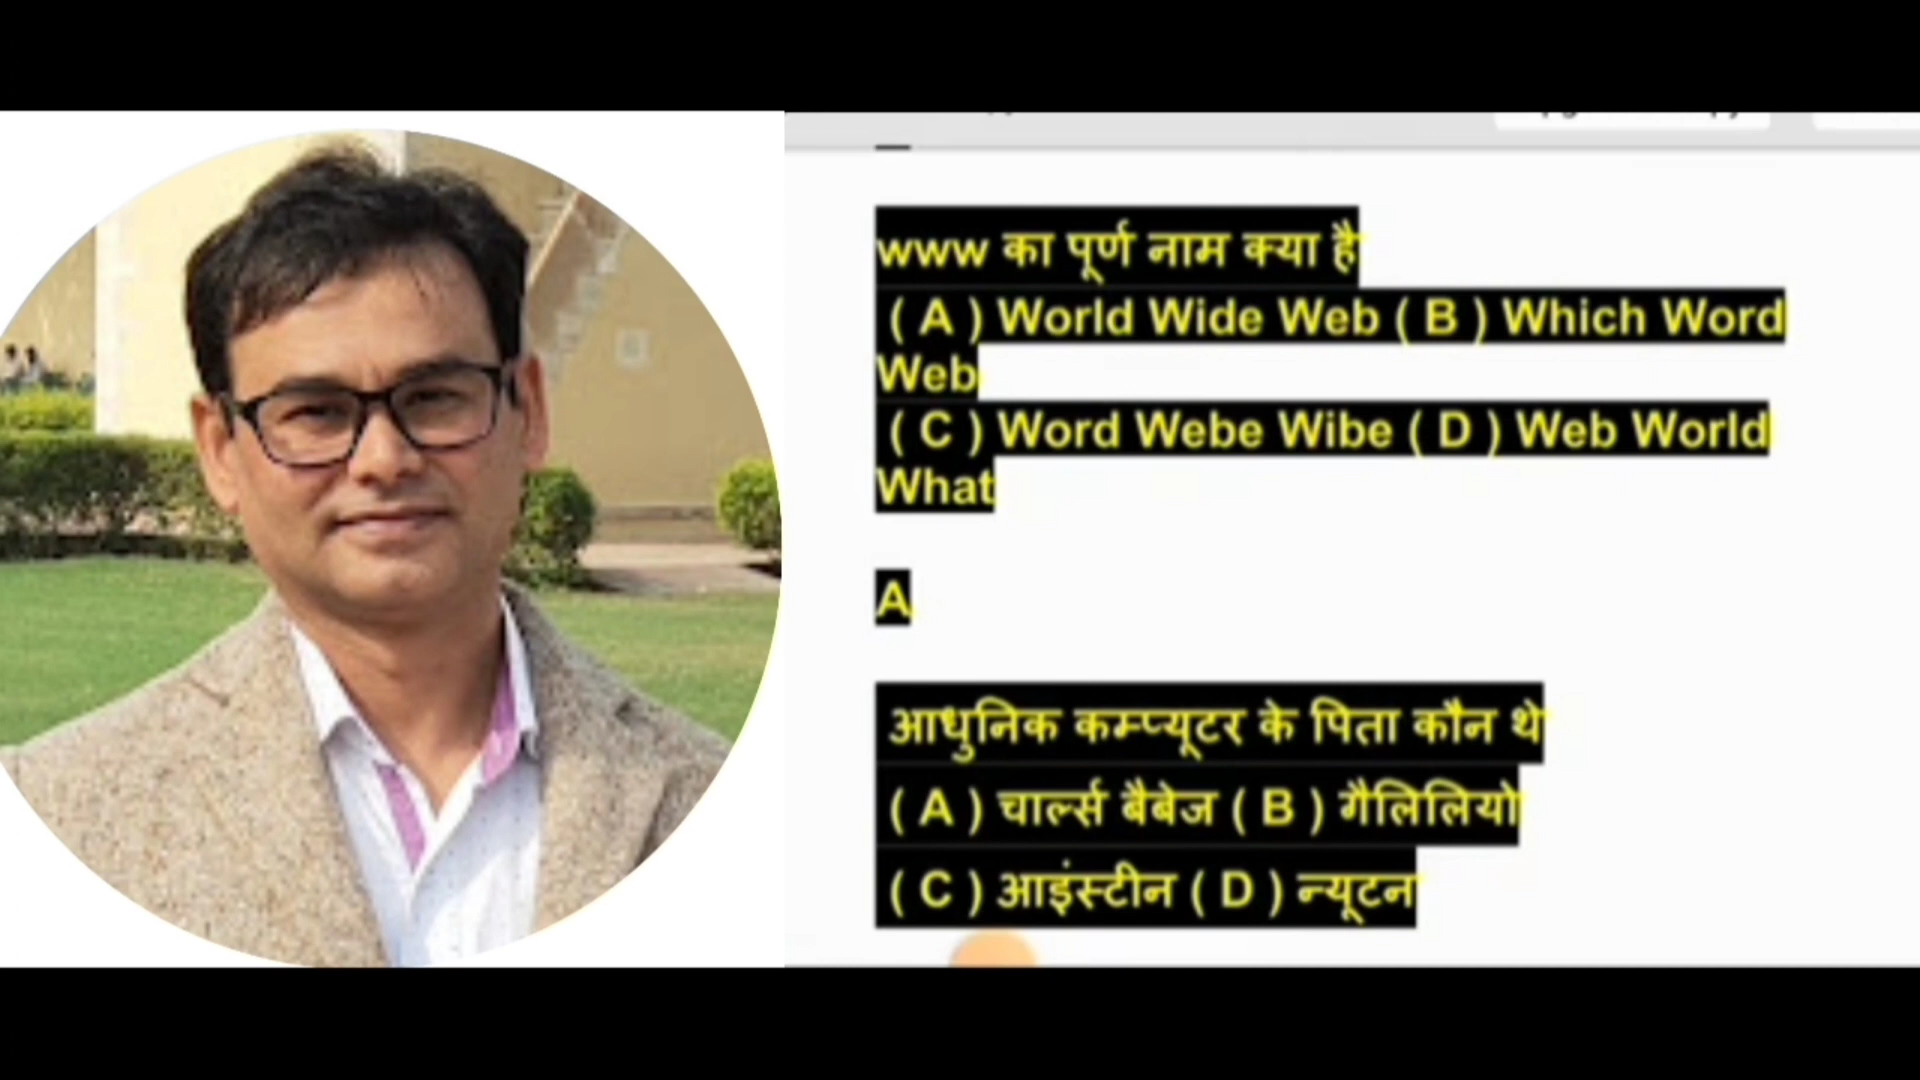 www का पूर्ण नाम क्या है
( A ) World Wide Web ( B ) Which Word
Web
( C ) Word Webe Wibe ( D ) Web World
What
A
आधुनिक कम्प्यूटर के पिता कौन थे
( A ) चार्ल्स बैबेज ( B ) गैलिलियो
( C ) आइंस्टीन ( D ) न्यूटन